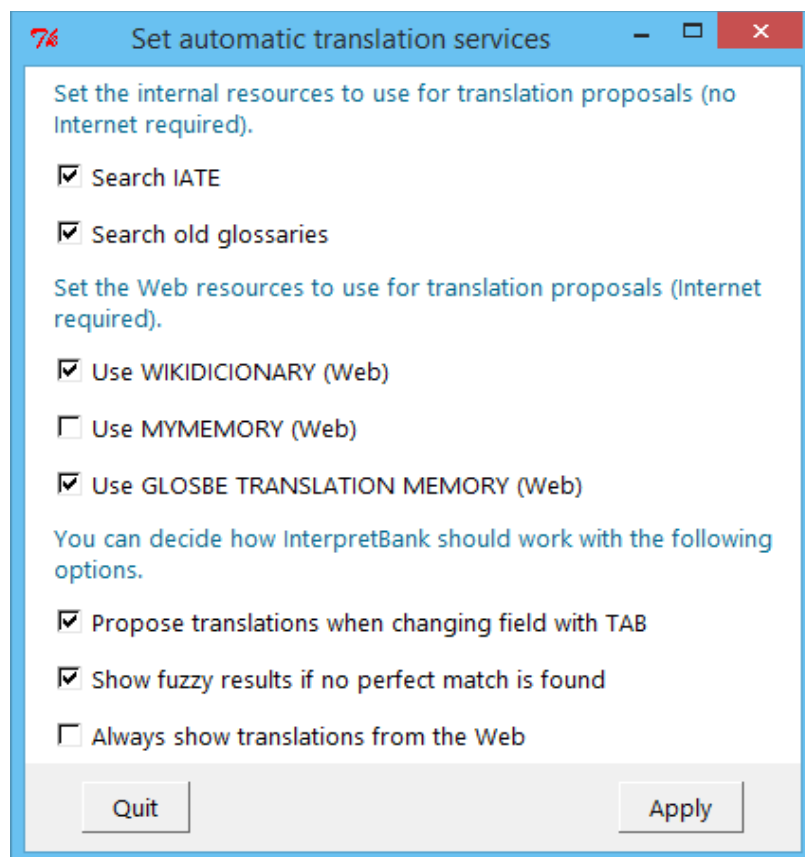 Set automatic translation services
Set the internal resources to use for translation proposals (no
Internet required).
Search IATE
Search old glossaries
Set the Web resources to use for translation proposals (Internet
required).
Use WIKIDICIONARY (Web)
Use MYMEMORY (Web)
Use GLOSBE TRANSLATION MEMORY (Web)
You can decide how InterpretBank should work with the following
options.
Propose translations when changing field with TAB
Show fuzzy results if no perfect match is found
Always show translations from the Web
Quit Apply